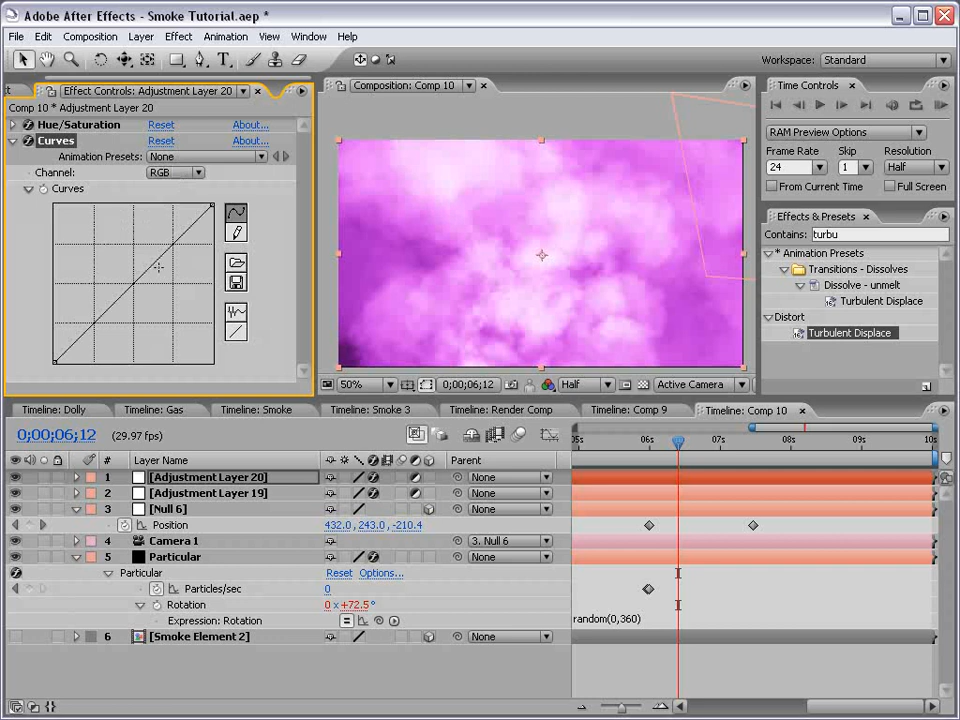 Adobe After Effects - Smoke Tutorial.aep *
File Edit Composition Layer Effect Animation View Window Help
Workspace: Standard
Effect Controls: Adjustment Layer 20
Comp 10 * Adjustment Layer 20
Hue/Saturation Reset About...
Curves Reset About...
Animation Presets: None
Channel: RGB
Curves
Composition: Comp 10
50% 0;00;06;12 Half Active Camera
Time Controls
RAM Preview Options
Frame Rate Skip Resolution
24 1 Half
From Current Time Full Screen
Effects & Presets
Contains: turbu
* Animation Presets
Transitions - Dissolves
Dissolve - unmelt
Turbulent Displace
Distort
Turbulent Displace
Timeline: Dolly Timeline: Gas Timeline: Smoke Timeline: Smoke 3 Timeline: Render Comp Timeline: Comp 9 Timeline: Comp 10
0;00;06;12 (29.97 fps)
05s 06s 07s 08s 09s 10s
# Layer Name Parent
1 [Adjustment Layer 20] None
2 [Adjustment Layer 19] None
3 [Null 6] None
Position 432.0, 243.0, -210.4
4 Camera 1 3. Null 6
5 Particular None
Particular Reset Options...
Particles/sec 0
Rotation 0 x +72.5°
Expression: Rotation random(0,360)
6 [Smoke Element 2] None